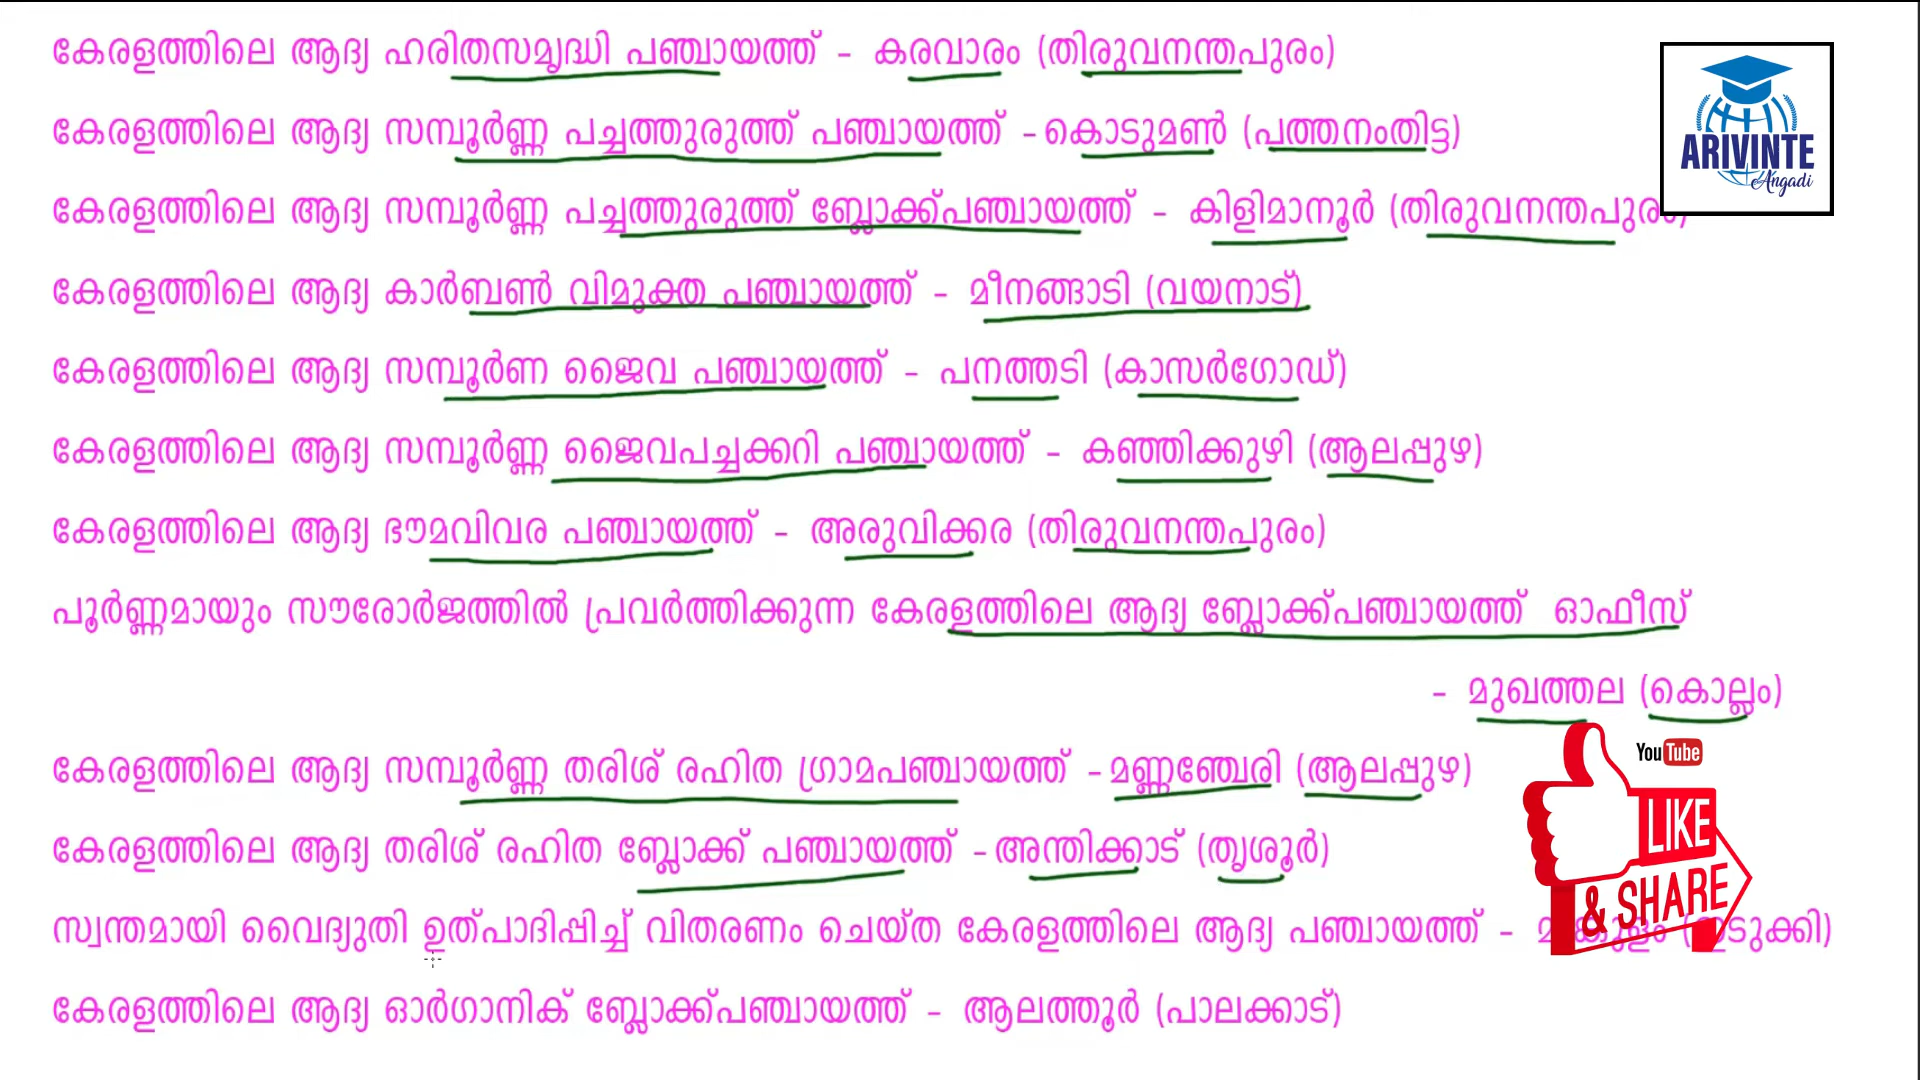 കേരളത്തിലെ ആദ്യ ഹരിതസമൃദ്ധി പഞ്ചായത്ത് - കരവാരം (തിരുവനന്തപുരം)
കേരളത്തിലെ ആദ്യ സമ്പൂർണ്ണ പച്ചത്തുരുത്ത് പഞ്ചായത്ത് -കൊടുമൺ (പത്തനംതിട്ട)
കേരളത്തിലെ ആദ്യ സമ്പൂർണ്ണ പച്ചത്തുരുത്ത് ബ്ലോക്ക്പഞ്ചായത്ത് - കിളിമാനൂർ (തിരുവനന്തപുരം)
കേരളത്തിലെ ആദ്യ കാർബൺ വിമുക്ത പഞ്ചായത്ത് - മീനങ്ങാടി (വയനാട്)
കേരളത്തിലെ ആദ്യ സമ്പൂർണ ജൈവ പഞ്ചായത്ത് - പനത്തടി (കാസർഗോഡ്)
കേരളത്തിലെ ആദ്യ സമ്പൂർണ്ണ ജൈവപച്ചക്കറി പഞ്ചായത്ത് - കഞ്ഞിക്കുഴി (ആലപ്പുഴ)
കേരളത്തിലെ ആദ്യ ഭൗമവിവര പഞ്ചായത്ത് - അരുവിക്കര (തിരുവനന്തപുരം)
പൂർണ്ണമായും സൗരോർജത്തിൽ പ്രവർത്തിക്കുന്ന കേരളത്തിലെ ആദ്യ ബ്ലോക്ക്പഞ്ചായത്ത് ഓഫീസ്
- മുഖത്തല (കൊല്ലം)
കേരളത്തിലെ ആദ്യ സമ്പൂർണ്ണ തരിശ് രഹിത ഗ്രാമപഞ്ചായത്ത് -മണ്ണഞ്ചേരി (ആലപ്പുഴ)
കേരളത്തിലെ ആദ്യ തരിശ് രഹിത ബ്ലോക്ക് പഞ്ചായത്ത് -അന്തിക്കാട് (തൃശൂർ)
സ്വന്തമായി വൈദ്യുതി ഉത്പാദിപ്പിച്ച് വിതരണം ചെയ്ത കേരളത്തിലെ ആദ്യ പഞ്ചായത്ത് - (ഇടുക്കി)
കേരളത്തിലെ ആദ്യ ഓർഗാനിക് ബ്ലോക്ക്പഞ്ചായത്ത് - ആലത്തൂർ (പാലക്കാട്)
ARIVINTE
Angadi
YouTube
LIKE
& SHARE